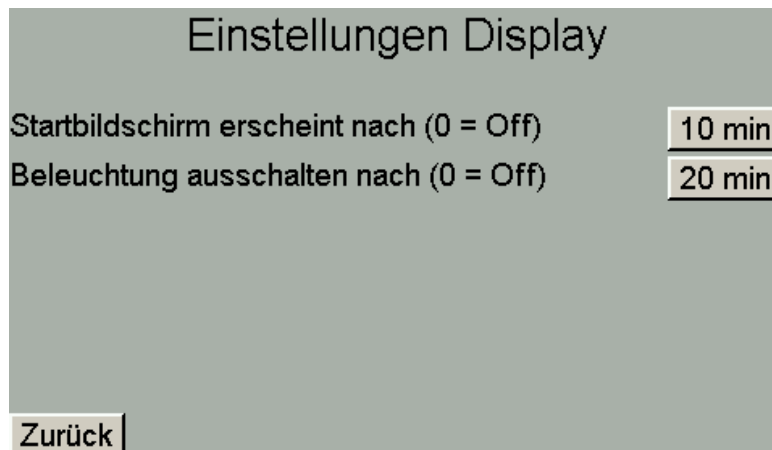 Einstellungen Display
Startbildschirm erscheint nach (0 = Off) 10 min
Beleuchtung ausschalten nach (0 = Off) 20 min
Zurück